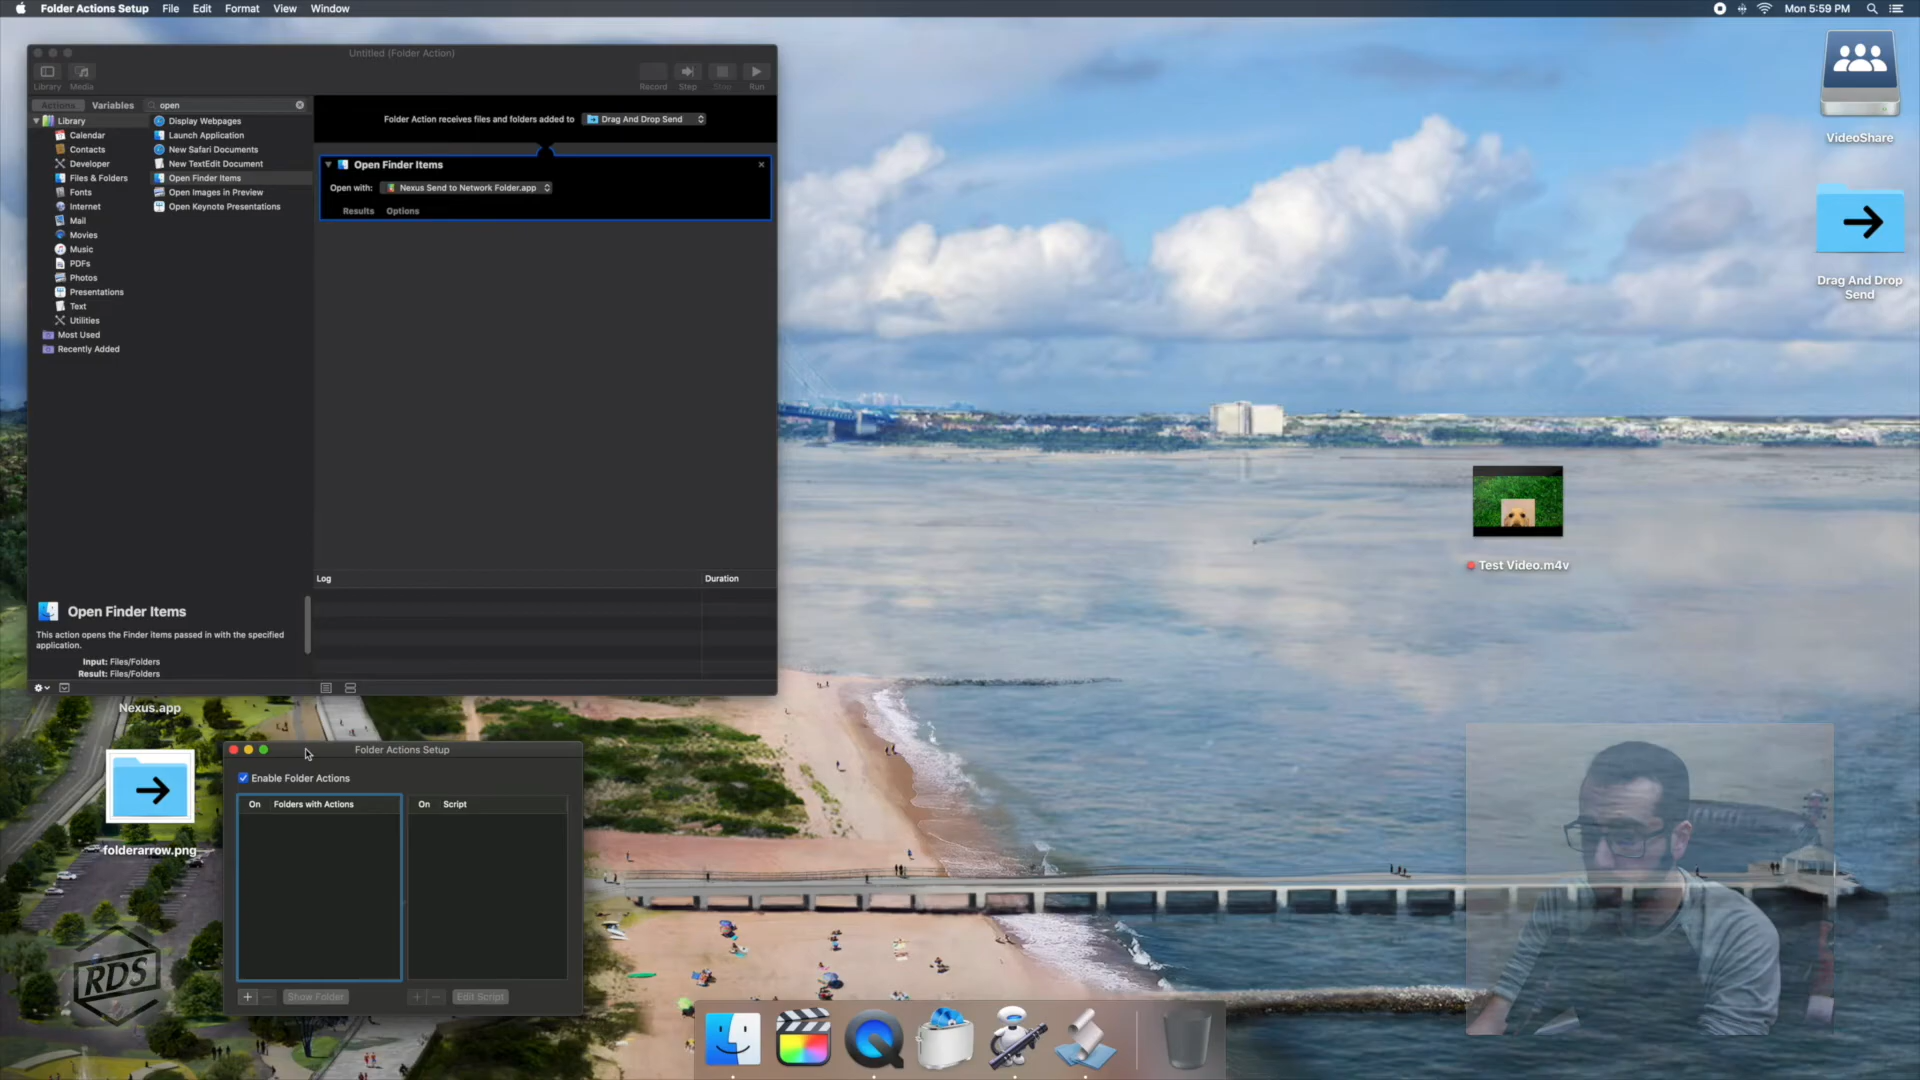 Folder Actions Setup File Edit Format View Window Mon 5:59 PM
Untitled (Folder Action)
Library Media Record Step Stop Run
Actions Variables open
Folder Action receives files and folders added to Drag And Drop Send
Library
Calendar
Contacts
Developer
Files & Folders
Fonts
Internet
Mail
Movies
Music
PDFs
Photos
Presentations
Text
Utilities
Most Used
Recently Added
Display Webpages
Launch Application
New Safari Documents
New TextEdit Document
Open Finder Items
Open Images in Preview
Open Keynote Presentations
Open Finder Items
Open with: Nexus Send to Network Folder.app
Results Options
Log Duration
Open Finder Items
This action opens the Finder items passed in with the specified
application.
Input: Files/Folders
Result: Files/Folders
VideoShare
Drag And Drop
Send
Test Video.m4v
Nexus.app
folderarrow.png
Folder Actions Setup
Enable Folder Actions
On Folders with Actions On Script
Show Folder Edit Script
RDS